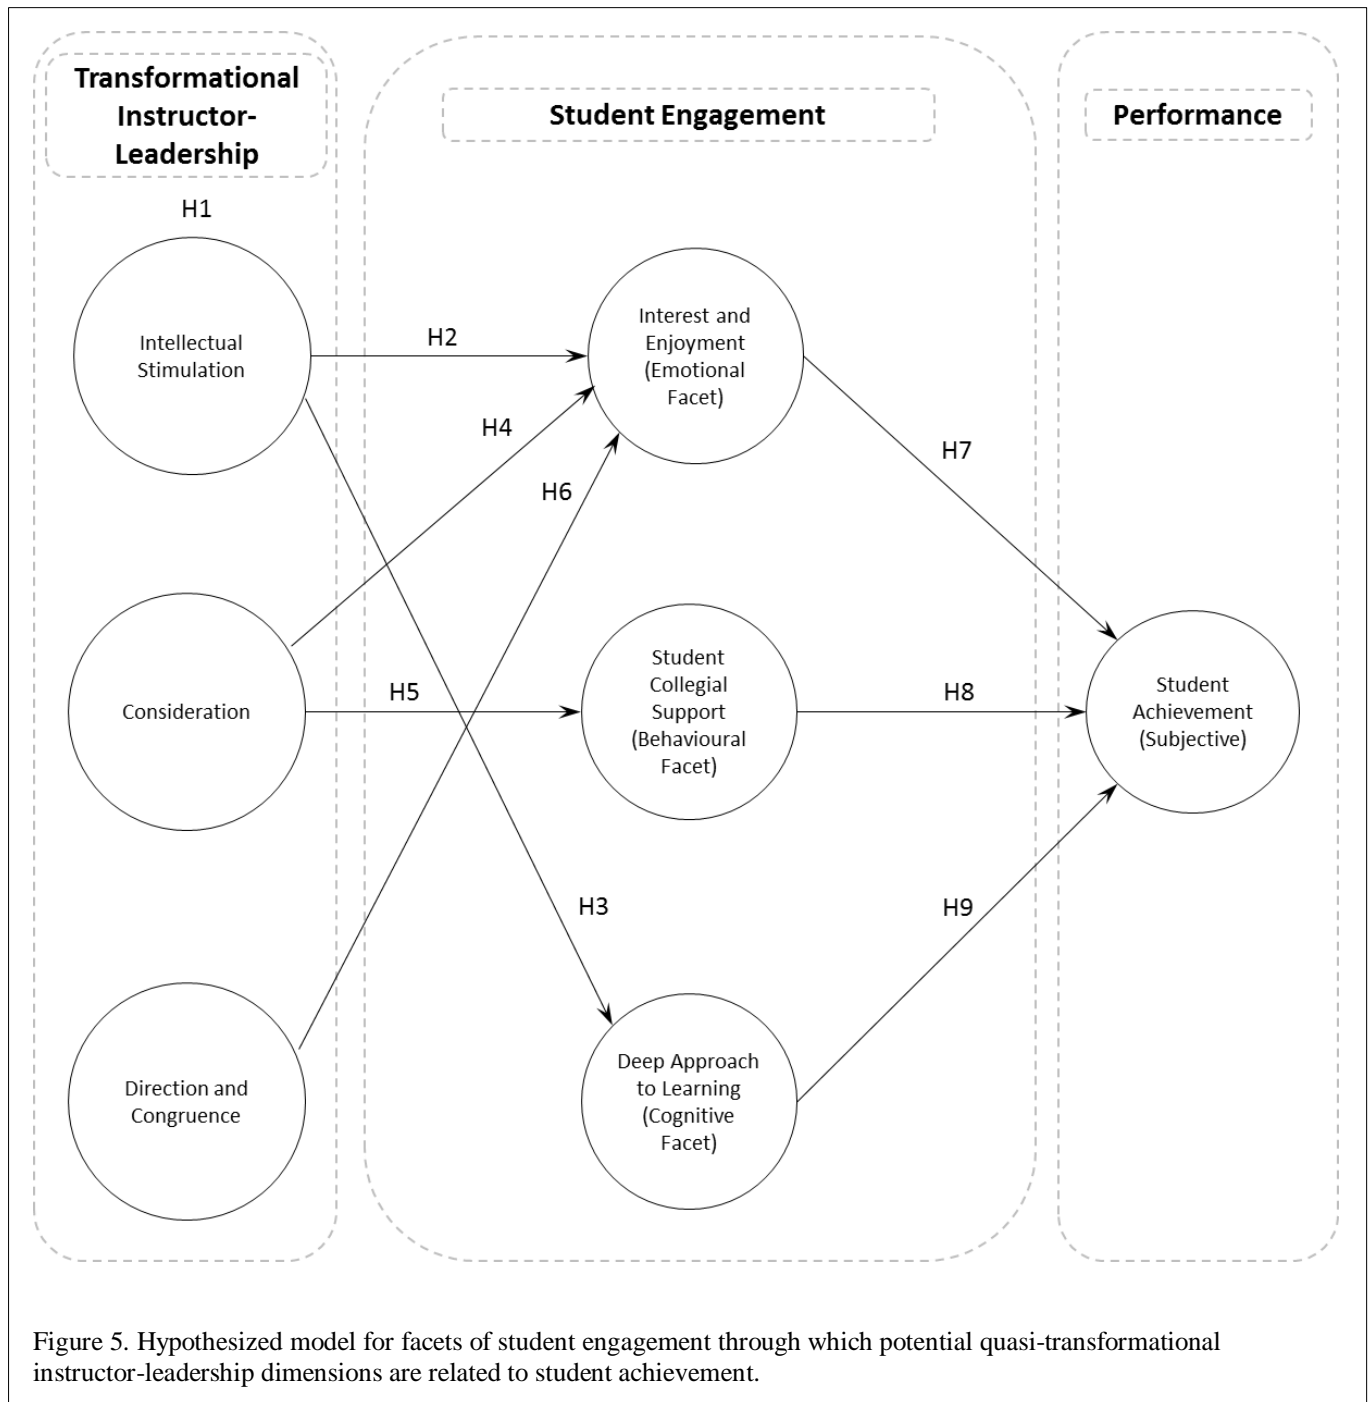 Transformational
Instructor-
Leadership
Student Engagement
Performance
H1
Intellectual
Stimulation
H2
Interest and
Enjoyment
(Emotional
Facet)
H4
H6
H7
Consideration
H5
Student
Collegial
Support
(Behavioural
Facet)
H8
Student
Achievement
(Subjective)
H3
H9
Direction and
Congruence
Deep Approach
to Learning
(Cognitive
Facet)
Figure 5. Hypothesized model for facets of student engagement through which potential quasi-transformational
instructor-leadership dimensions are related to student achievement.